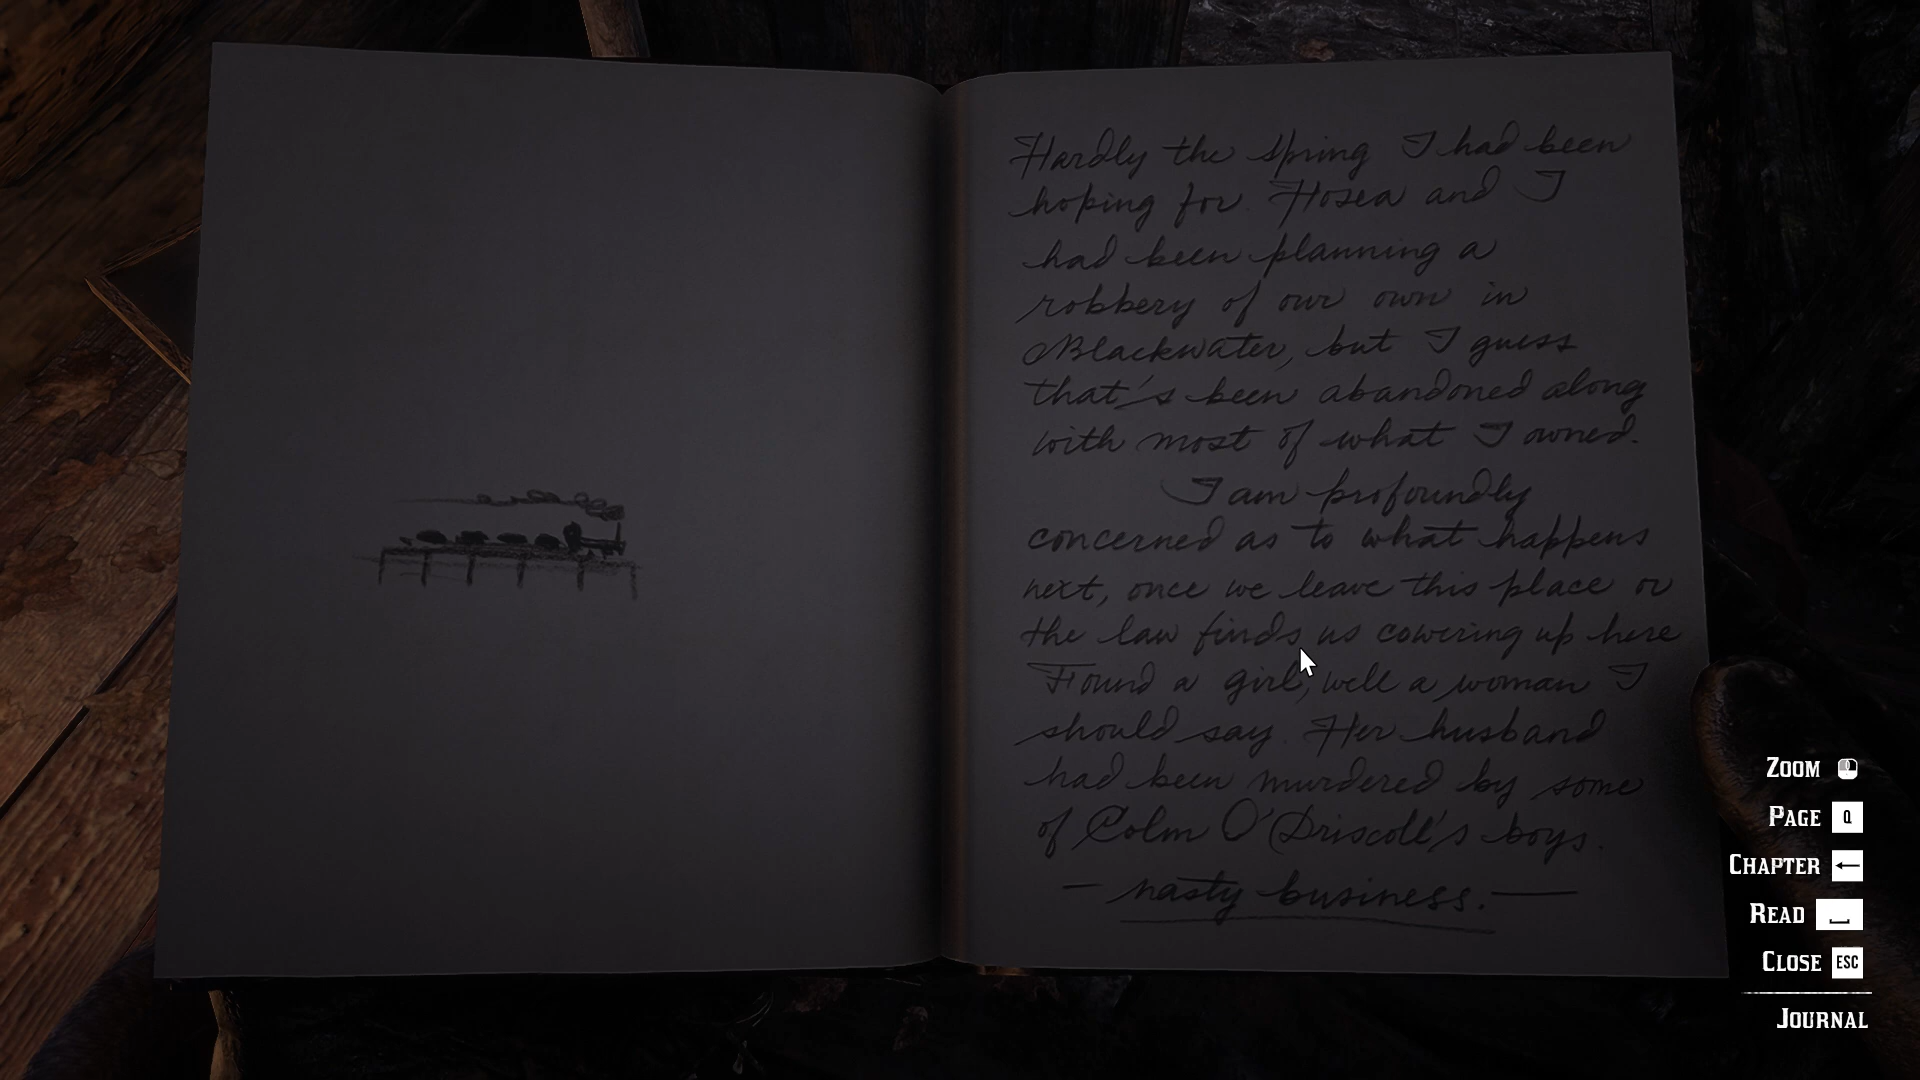 Hardly the spring I had been
hoping for. Hosea and I
had been planning a
robbery of our own in
Blackwater, but I guess
that's been abandoned along
with most of what I owned.
I am profoundly
concerned as to what happens
next, once we leave this place or
the law finds us cowering up here
Found a girl, well a woman I
should say. Her husband
had been murdered by some
of Colm O'Driscoll's boys.
— nasty business. —
ZOOM
PAGE Q
CHAPTER ←
READ
CLOSE ESC
JOURNAL